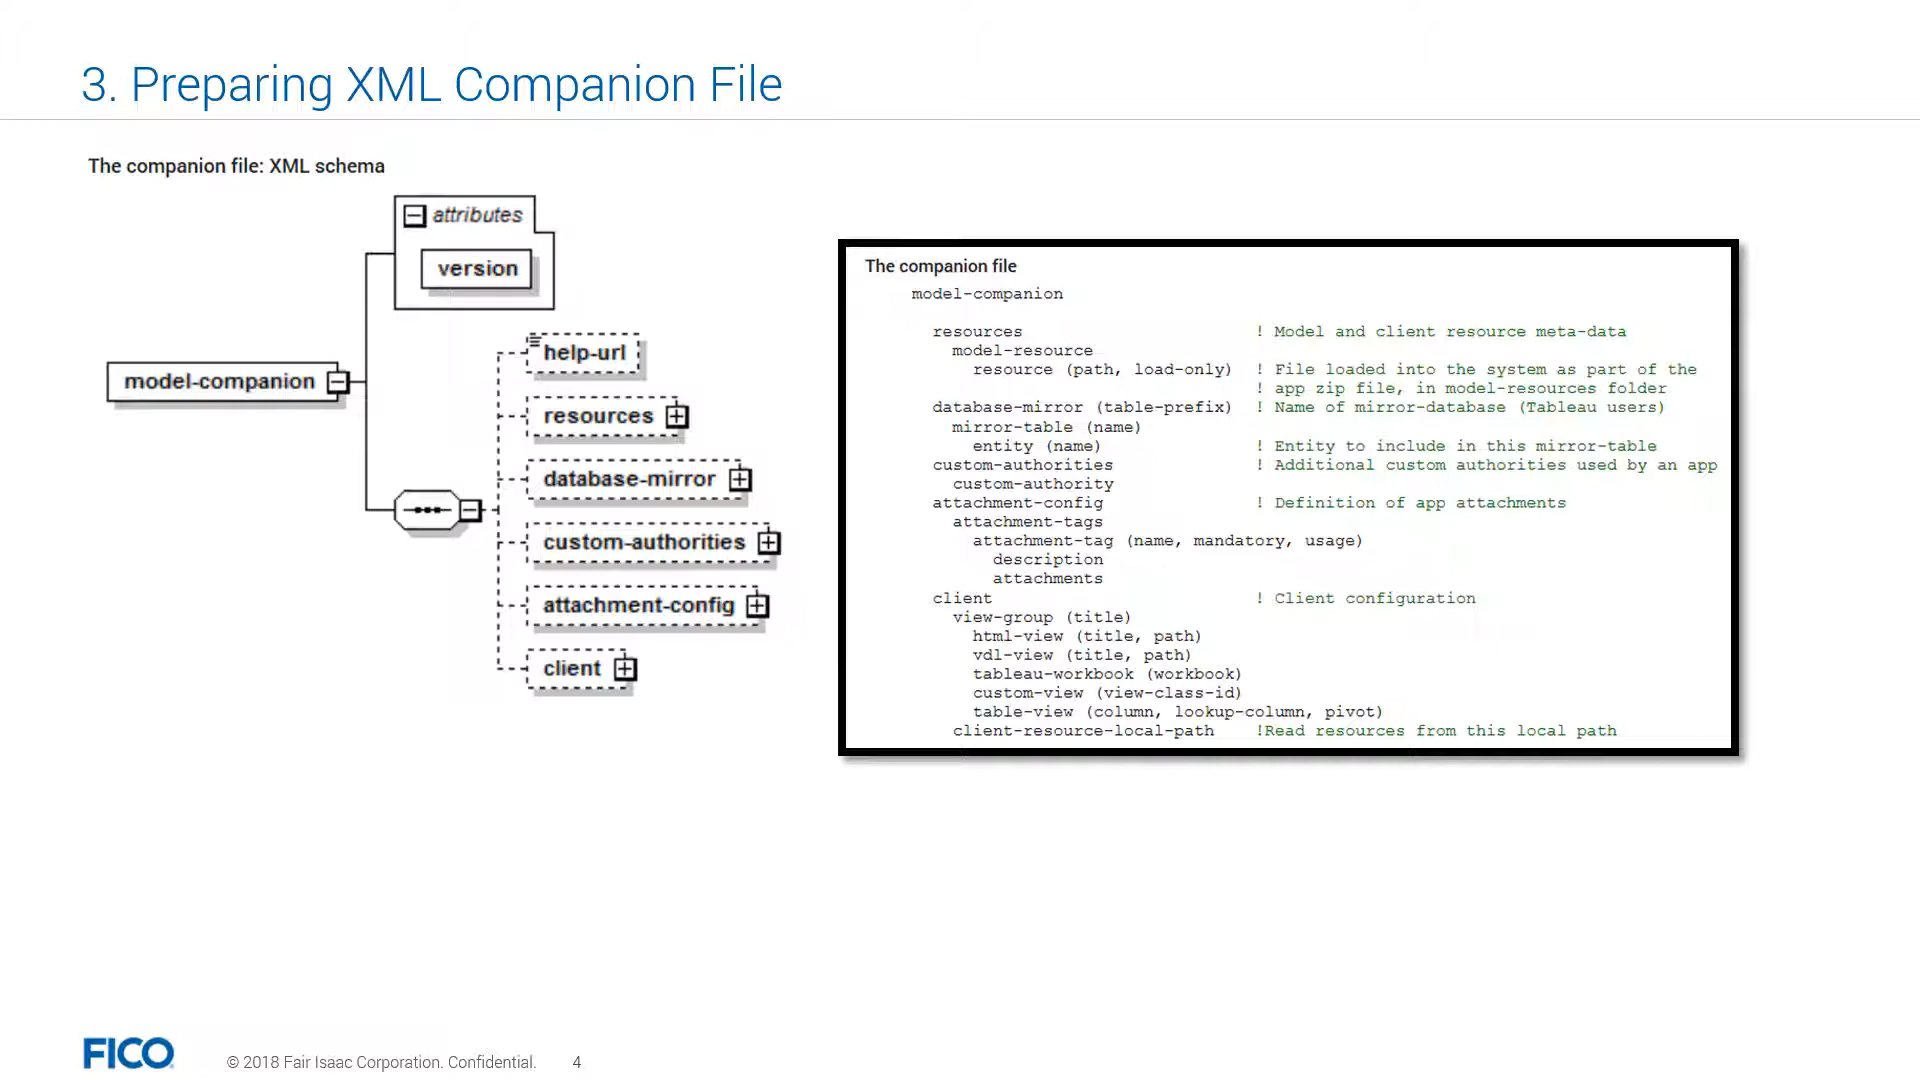 3. Preparing XML Companion File
The companion file: XML schema
attributes
version
model-companion
help-url
resources
database-mirror
custom-authorities
attachment-config
client
The companion file
model-companion
resources ! Model and client resource meta-data
model-resource
resource (path, load-only) ! File loaded into the system as part of the
! app zip file, in model-resources folder
database-mirror (table-prefix) ! Name of mirror-database (Tableau users)
mirror-table (name)
entity (name) ! Entity to include in this mirror-table
custom-authorities ! Additional custom authorities used by an app
custom-authority
attachment-config ! Definition of app attachments
attachment-tags
attachment-tag (name, mandatory, usage)
description
attachments
client ! Client configuration
view-group (title)
html-view (title, path)
vdl-view (title, path)
tableau-workbook (workbook)
custom-view (view-class-id)
table-view (column, lookup-column, pivot)
client-resource-local-path !Read resources from this local path
FICO © 2018 Fair Isaac Corporation. Confidential. 4